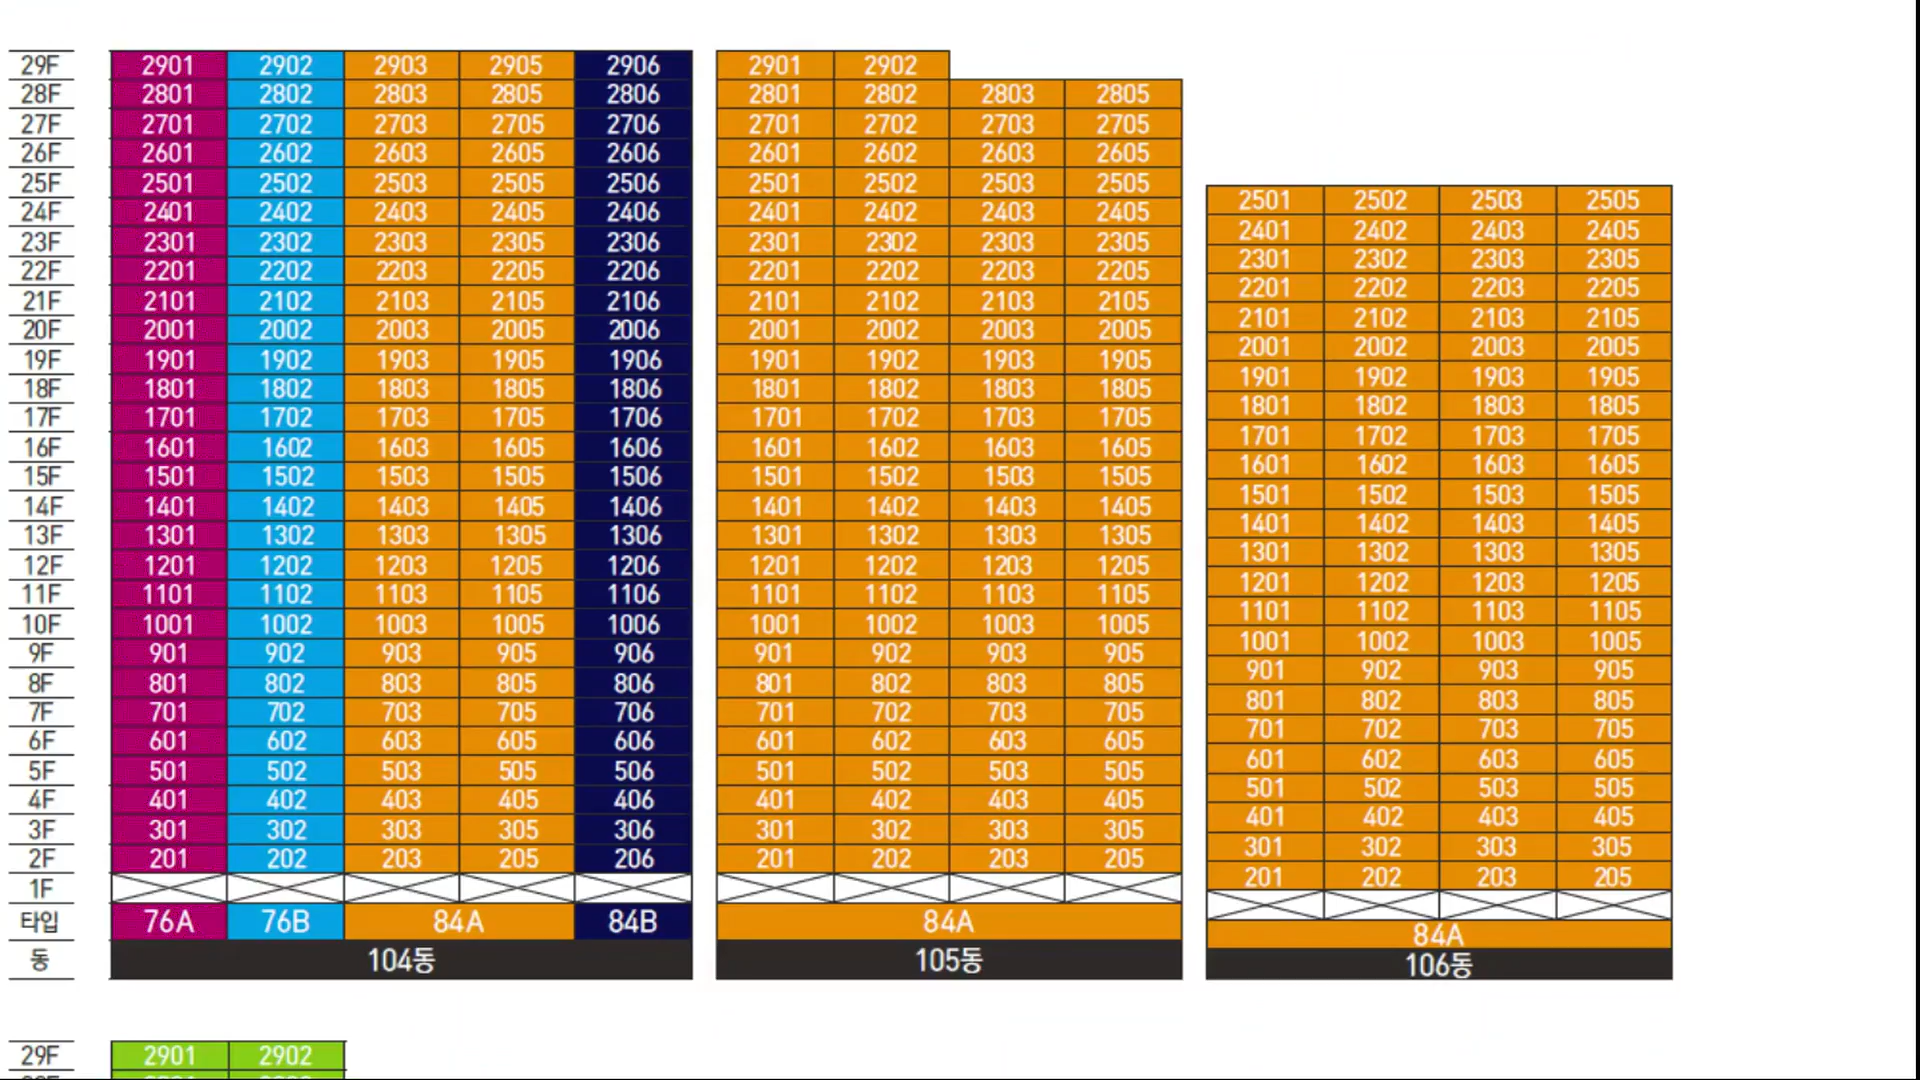 29F 2901 2902 2903 2905 2906 2901 2902
28F 2801 2802 2803 2805 2806 2801 2802 2803 2805
27F 2701 2702 2703 2705 2706 2701 2702 2703 2705
26F 2601 2602 2603 2605 2606 2601 2602 2603 2605
25F 2501 2502 2503 2505 2506 2501 2502 2503 2505 2501 2502 2503 2505
24F 2401 2402 2403 2405 2406 2401 2402 2403 2405 2401 2402 2403 2405
23F 2301 2302 2303 2305 2306 2301 2302 2303 2305 2301 2302 2303 2305
22F 2201 2202 2203 2205 2206 2201 2202 2203 2205 2201 2202 2203 2205
21F 2101 2102 2103 2105 2106 2101 2102 2103 2105 2101 2102 2103 2105
20F 2001 2002 2003 2005 2006 2001 2002 2003 2005 2001 2002 2003 2005
19F 1901 1902 1903 1905 1906 1901 1902 1903 1905 1901 1902 1903 1905
18F 1801 1802 1803 1805 1806 1801 1802 1803 1805 1801 1802 1803 1805
17F 1701 1702 1703 1705 1706 1701 1702 1703 1705 1701 1702 1703 1705
16F 1601 1602 1603 1605 1606 1601 1602 1603 1605 1601 1602 1603 1605
15F 1501 1502 1503 1505 1506 1501 1502 1503 1505 1501 1502 1503 1505
14F 1401 1402 1403 1405 1406 1401 1402 1403 1405 1401 1402 1403 1405
13F 1301 1302 1303 1305 1306 1301 1302 1303 1305 1301 1302 1303 1305
12F 1201 1202 1203 1205 1206 1201 1202 1203 1205 1201 1202 1203 1205
11F 1101 1102 1103 1105 1106 1101 1102 1103 1105 1101 1102 1103 1105
10F 1001 1002 1003 1005 1006 1001 1002 1003 1005 1001 1002 1003 1005
9F 901 902 903 905 906 901 902 903 905 901 902 903 905
8F 801 802 803 805 806 801 802 803 805 801 802 803 805
7F 701 702 703 705 706 701 702 703 705 701 702 703 705
6F 601 602 603 605 606 601 602 603 605 601 602 603 605
5F 501 502 503 505 506 501 502 503 505 501 502 503 505
4F 401 402 403 405 406 401 402 403 405 401 402 403 405
3F 301 302 303 305 306 301 302 303 305 301 302 303 305
2F 201 202 203 205 206 201 202 203 205 201 202 203 205
1F
타입 76A 76B 84A 84B 84A 84A
동 104동 105동 106동
29F 2901 2902